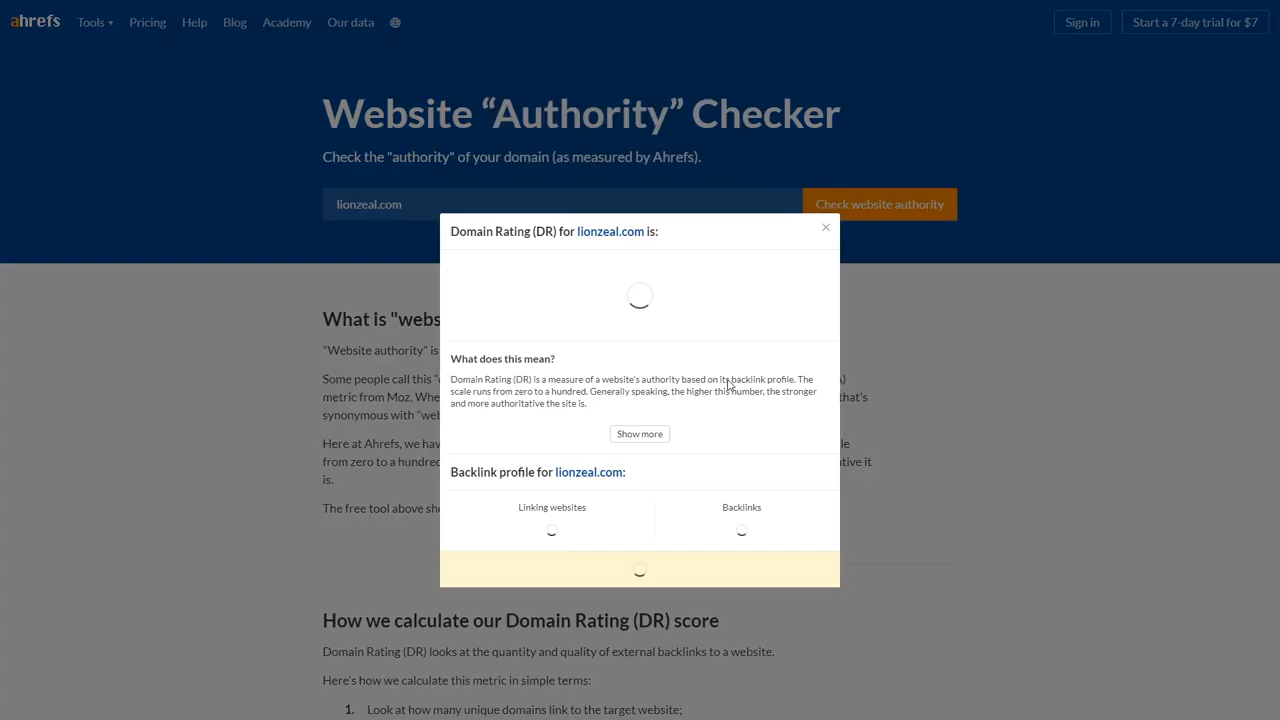 ahrefs Tools Pricing Help Blog Academy Our data Sign in Start a 7-day trial for $7
Website “Authority” Checker
Check the "authority" of your domain (as measured by Ahrefs).
lionzeal.com Check website authority
Domain Rating (DR) for lionzeal.com is:
What does this mean?
Domain Rating (DR) is a measure of a website's authority based on its backlink profile. The
scale runs from zero to a hundred. Generally speaking, the higher this number, the stronger
and more authoritative the site is.
Show more
Backlink profile for lionzeal.com:
Linking websites Backlinks
What is "webs
"Website authority" is
Some people call this "
A)
metric from Moz. Whe
that's
synonymous with "web
Here at Ahrefs, we hav
le
from zero to a hundred
tive it
is.
The free tool above sh
How we calculate our Domain Rating (DR) score
Domain Rating (DR) looks at the quantity and quality of external backlinks to a website.
Here's how we calculate this metric in simple terms:
1. Look at how many unique domains link to the target website;